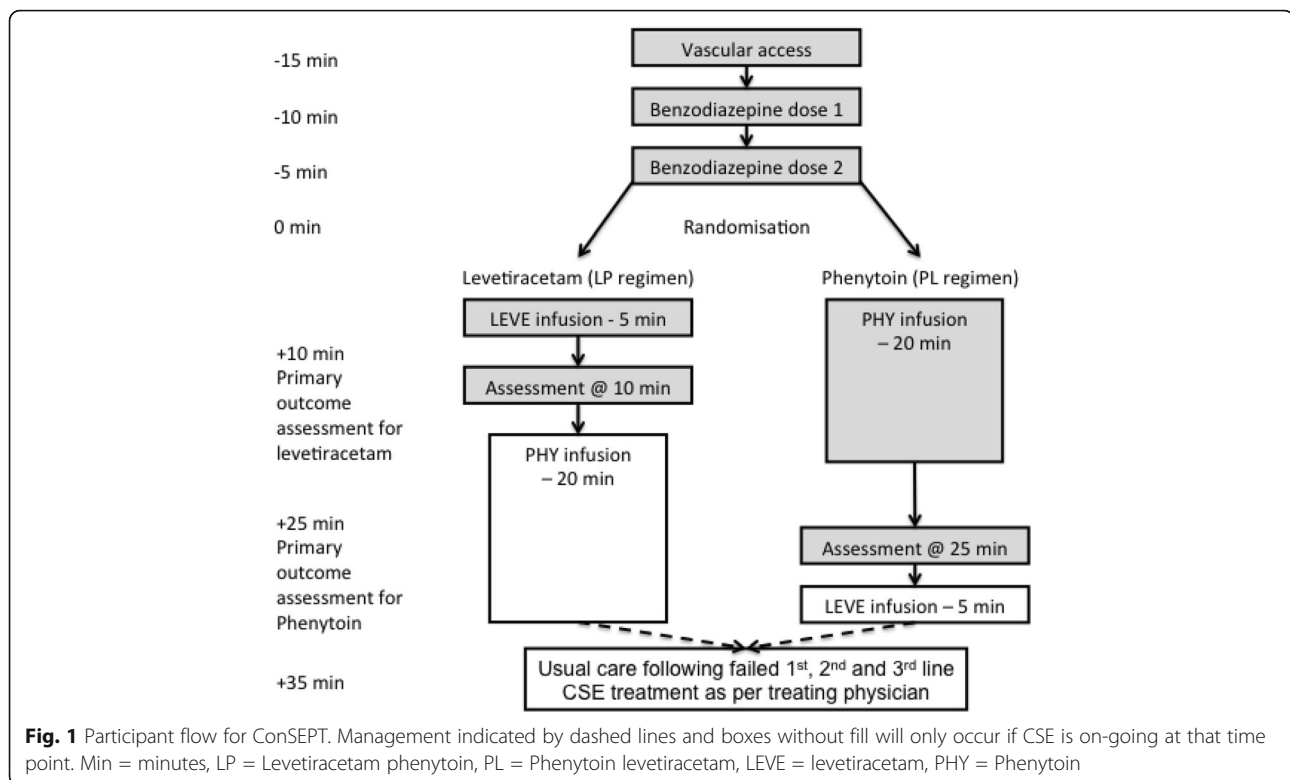 -15 min
Vascular access
-10 min
Benzodiazepine dose 1
-5 min
Benzodiazepine dose 2
0 min
Randomisation
Levetiracetam (LP regimen)
Phenytoin (PL regimen)
LEVE infusion - 5 min
PHY infusion
– 20 min
+10 min
Primary
outcome
assessment for
levetiracetam
Assessment @ 10 min
PHY infusion
– 20 min
+25 min
Primary
outcome
assessment for
Phenytoin
Assessment @ 25 min
LEVE infusion – 5 min
+35 min
Usual care following failed 1st, 2nd and 3rd line
CSE treatment as per treating physician
Fig. 1 Participant flow for ConSEPT. Management indicated by dashed lines and boxes without fill will only occur if CSE is on-going at that time
point. Min = minutes, LP = Levetiracetam phenytoin, PL = Phenytoin levetiracetam, LEVE = levetiracetam, PHY = Phenytoin